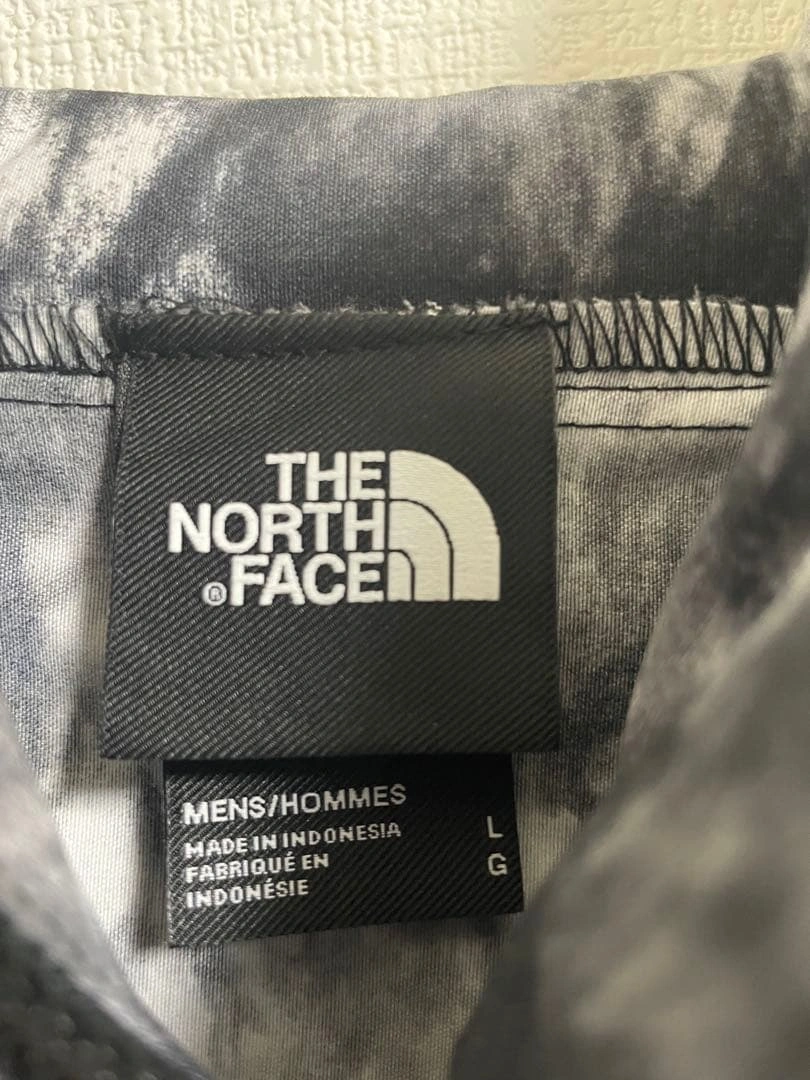 THE
NORTH
®FACE
MENS/HOMMES
MADE IN INDONESIA
FABRIQUÉ EN
INDONÉSIE
L
G